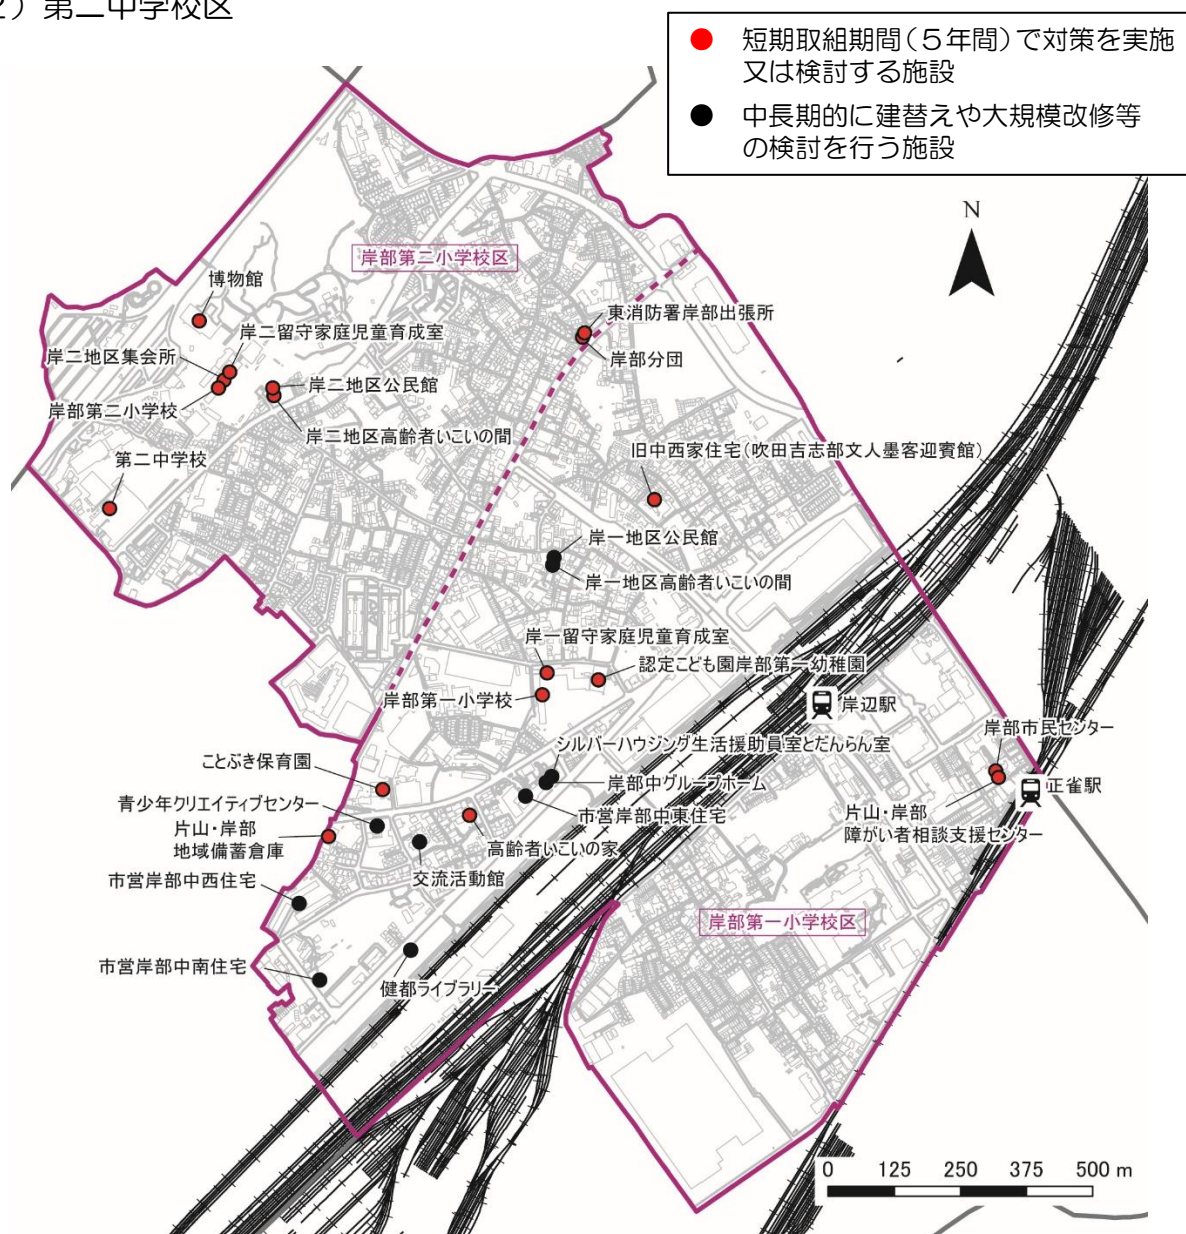 ２）第二中学校区
● 短期取組期間（５年間）で対策を実施
又は検討する施設
● 中長期的に建替えや大規模改修等
の検討を行う施設
N
岸部第二小学校区
博物館
岸二留守家庭児童育成室
東消防署岸部出張所
岸二地区集会所
岸部分団
岸二地区公民館
岸部第二小学校
岸二地区高齢者いこいの間
旧中西家住宅（吹田吉志部文人墨客迎賓館）
第二中学校
岸一地区公民館
岸一地区高齢者いこいの間
岸一留守家庭児童育成室
認定こども園岸部第一幼稚園
岸部第一小学校
岸辺駅
岸部市民センター
シルバーハウジング生活援助員室とだんらん室
ことぶき保育園
岸部中グループホーム
正雀駅
青少年クリエイティブセンター
市営岸部中東住宅
片山・岸部
地域備蓄倉庫
片山・岸部
障がい者相談支援センター
高齢者いこいの家
交流活動館
市営岸部中西住宅
岸部第一小学校区
市営岸部中南住宅
健都ライブラリー
0 125 250 375 500 m